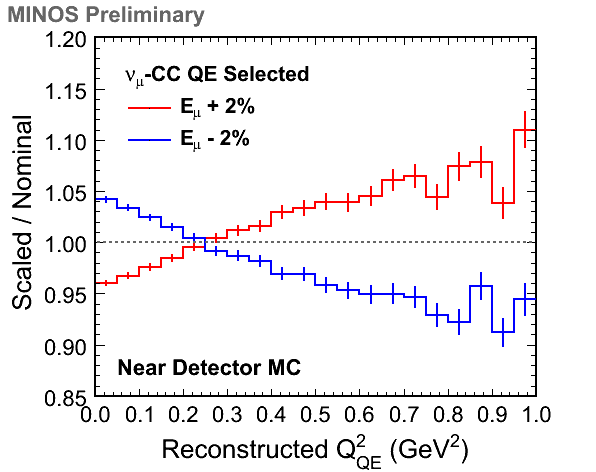 MINOS Preliminary
1.20
1.15
1.10
1.05
1.00
0.95
0.90
0.85
Scaled / Nominal
νμ-CC QE Selected
Eμ + 2%
Eμ - 2%
Near Detector MC
0.0 0.1 0.2 0.3 0.4 0.5 0.6 0.7 0.8 0.9 1.0
Reconstructed Q²QE (GeV²)